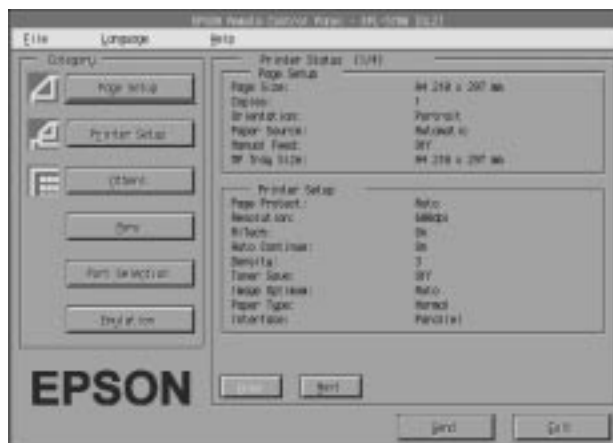 EPSON Remote Control Panel - EPL-5700 [GL2]
File Language Help
Category
Page Setup
Printer Setup
Others
Port Selection
Emulation
EPSON
Printer Status (1/4)
Page Setup
Page Size: A4 210 x 297 mm
Copies: 1
Orientation: Portrait
Paper Source: Automatic
Manual Feed: Off
MP Tray Size: A4 210 x 297 mm
Printer Setup
Page Protect: Auto
Resolution: 600dpi
RITech: On
Auto Continue: On
Density: 3
Toner Save: Off
Image Optimum: Auto
Paper Type: Normal
Interface: Parallel
Next
Send Exit